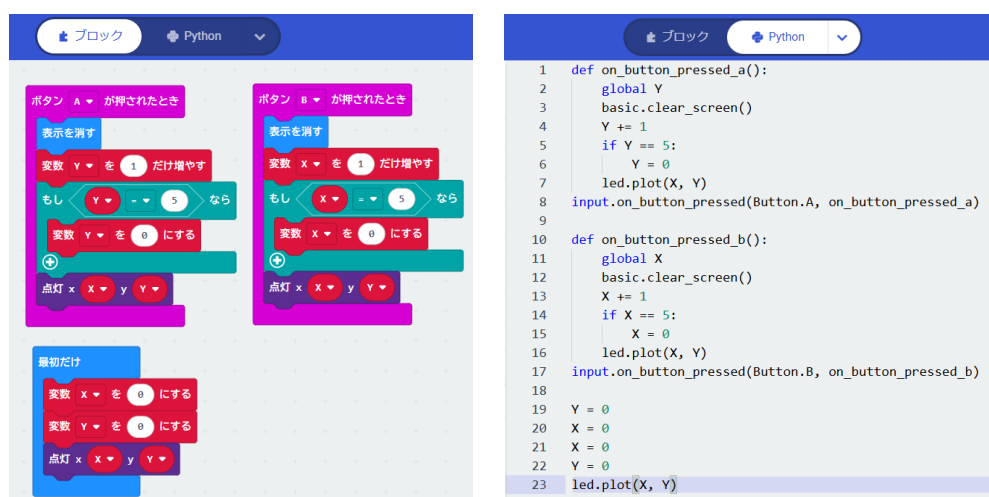 ブロック Python
ボタン A が押されたとき
表示を消す
変数 Y を 1 だけ増やす
もし Y = 5 なら
変数 Y を 0 にする
点灯 x X y Y
ボタン B が押されたとき
表示を消す
変数 X を 1 だけ増やす
もし X = 5 なら
変数 X を 0 にする
点灯 x X y Y
最初だけ
変数 X を 0 にする
変数 Y を 0 にする
点灯 x X y Y
ブロック Python
1 def on_button_pressed_a():
2 global Y
3 basic.clear_screen()
4 Y += 1
5 if Y == 5:
6 Y = 0
7 led.plot(X, Y)
8 input.on_button_pressed(Button.A, on_button_pressed_a)
9
10 def on_button_pressed_b():
11 global X
12 basic.clear_screen()
13 X += 1
14 if X == 5:
15 X = 0
16 led.plot(X, Y)
17 input.on_button_pressed(Button.B, on_button_pressed_b)
18
19 Y = 0
20 X = 0
21 X = 0
22 Y = 0
23 led.plot(X, Y)